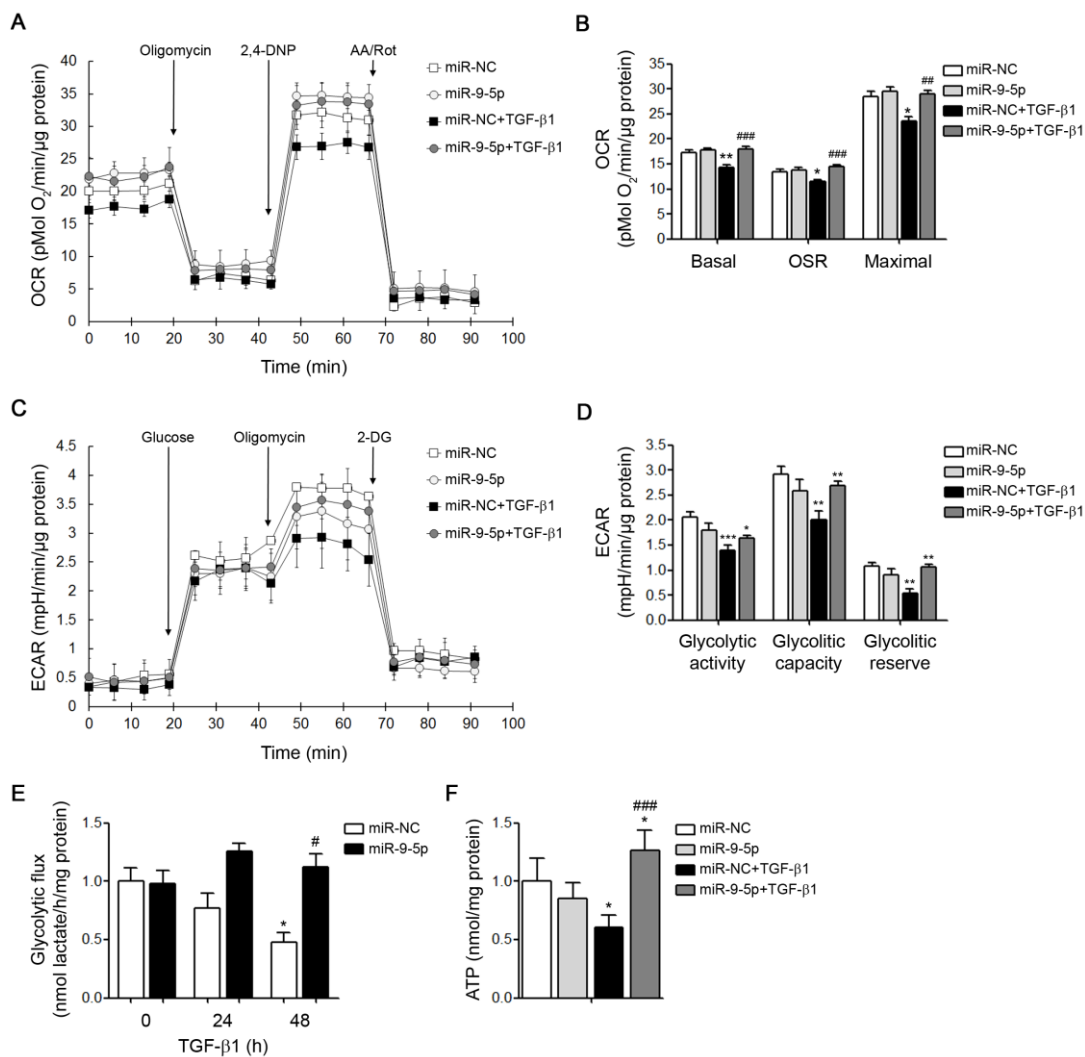 A
Oligomycin 2,4-DNP AA/Rot
miR-NC
miR-9-5p
miR-NC+TGF-β1
miR-9-5p+TGF-β1
OCR (pMol O₂/min/µg protein)
40
35
30
25
20
15
10
5
0
0 10 20 30 40 50 60 70 80 90 100
Time (min)
B
miR-NC
miR-9-5p
miR-NC+TGF-β1
miR-9-5p+TGF-β1
OCR
(pMol O₂/min/µg protein)
35
30
25
20
15
10
5
0
** ### * ### * ##
Basal OSR Maximal
C
Glucose Oligomycin 2-DG
miR-NC
miR-9-5p
miR-NC+TGF-β1
miR-9-5p+TGF-β1
ECAR (mpH/min/µg protein)
4.5
4
3.5
3
2.5
2
1.5
1
0.5
0
0 10 20 30 40 50 60 70 80 90 100
Time (min)
D
miR-NC
miR-9-5p
miR-NC+TGF-β1
miR-9-5p+TGF-β1
ECAR
(mpH/min/µg protein)
3.5
3.0
2.5
2.0
1.5
1.0
0.5
0.0
*** * ** ** ** **
Glycolytic Glycolitic Glycolitic
activity capacity reserve
E
miR-NC
miR-9-5p
Glycolytic flux
(nmol lactate/h/mg protein)
1.5
1.0
0.5
0.0
* #
0 24 48
TGF-β1 (h)
F
miR-NC
miR-9-5p
miR-NC+TGF-β1
miR-9-5p+TGF-β1
ATP (nmol/mg protein)
1.5
1.0
0.5
0.0
*
###
*